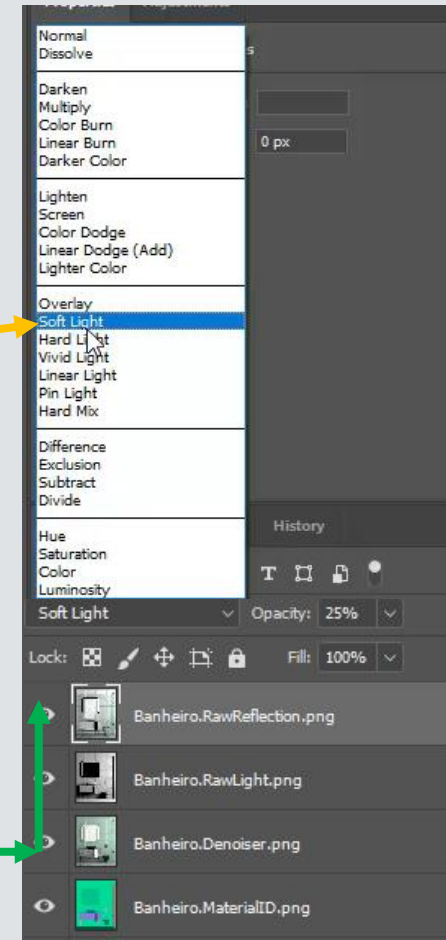 Properties Adjustments
Normal
Dissolve
s
Darken
Multiply
Color Burn
Linear Burn
0 px
Darker Color
Lighten
Screen
Color Dodge
Linear Dodge (Add)
Lighter Color
Overlay
Soft Light
Hard Light
Vivid Light
Linear Light
Pin Light
Hard Mix
Difference
Exclusion
Subtract
Divide
History
Hue
Saturation
Color
Luminosity
T
Soft Light Opacity: 25%
Lock: Fill: 100%
Banheiro.RawReflection.png
Banheiro.RawLight.png
Banheiro.Denoiser.png
Banheiro.MaterialID.png